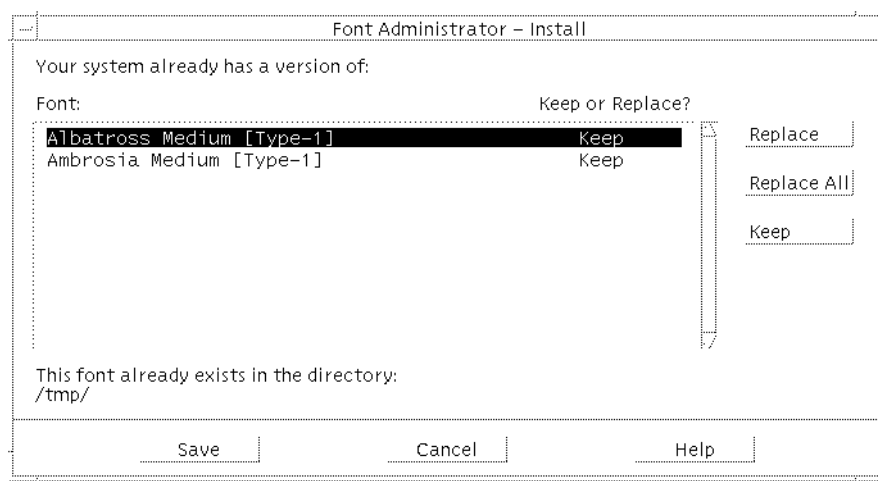 Font Administrator – Install
Your system already has a version of:
Font: Keep or Replace?
Albatross Medium [Type-1] Keep
Ambrosia Medium [Type-1] Keep
Replace
Replace All
Keep
This font already exists in the directory:
/tmp/
Save Cancel Help